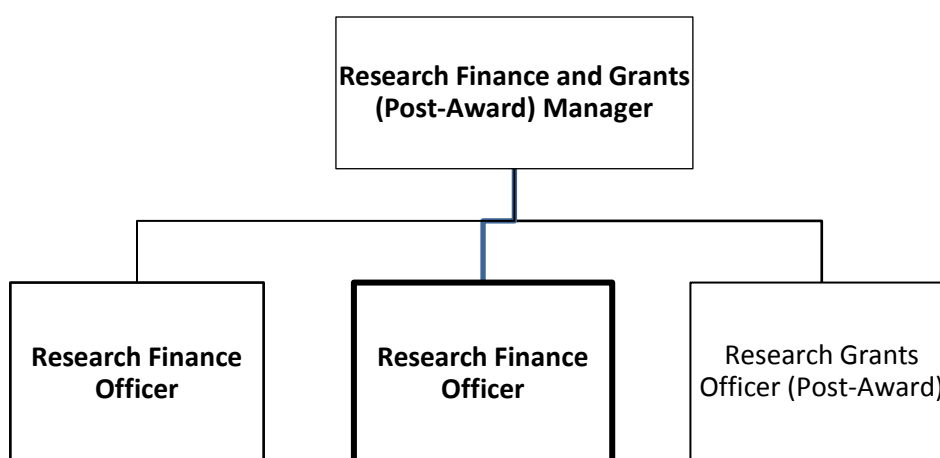 Research Finance and Grants
(Post-Award) Manager
Research Finance
Officer
Research Finance
Officer
Research Grants
Officer (Post-Award)